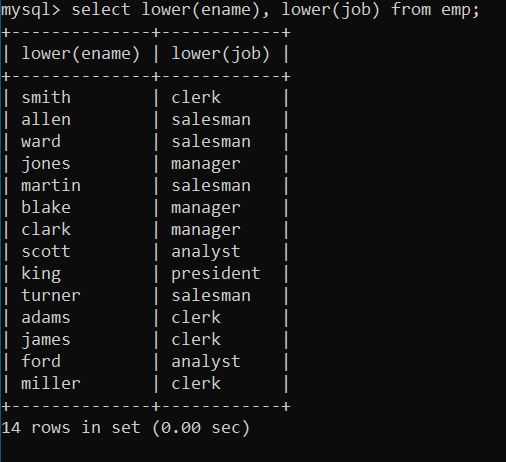 mysql> select lower(ename), lower(job) from emp;
+--------------+------------+
| lower(ename) | lower(job) |
+--------------+------------+
| smith        | clerk      |
| allen        | salesman   |
| ward         | salesman   |
| jones        | manager    |
| martin       | salesman   |
| blake        | manager    |
| clark        | manager    |
| scott        | analyst    |
| king         | president  |
| turner       | salesman   |
| adams        | clerk      |
| james        | clerk      |
| ford         | analyst    |
| miller       | clerk      |
+--------------+------------+
14 rows in set (0.00 sec)